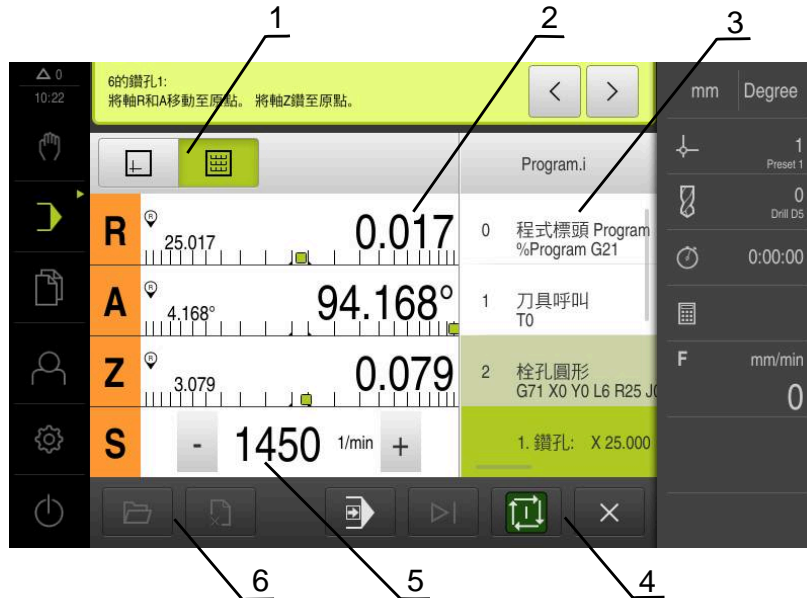 1
2
3
0
10:22
6的鑽孔1:
將軸R和A移動至原點。 將軸Z鑽至原點。
mm
Degree
Program.i
1
Preset 1
0
Drill D5
0:00:00
F
mm/min
0
R
R
25.017
0.017
A
R
4.168°
94.168°
Z
R
3.079
0.079
S
-
1450
1/min
+
0
程式標頭 Program
%Program G21
1
刀具呼叫
T0
2
栓孔圓形
G71 X0 Y0 L6 R25 J0
1. 鑽孔: X 25.000
6
5
4